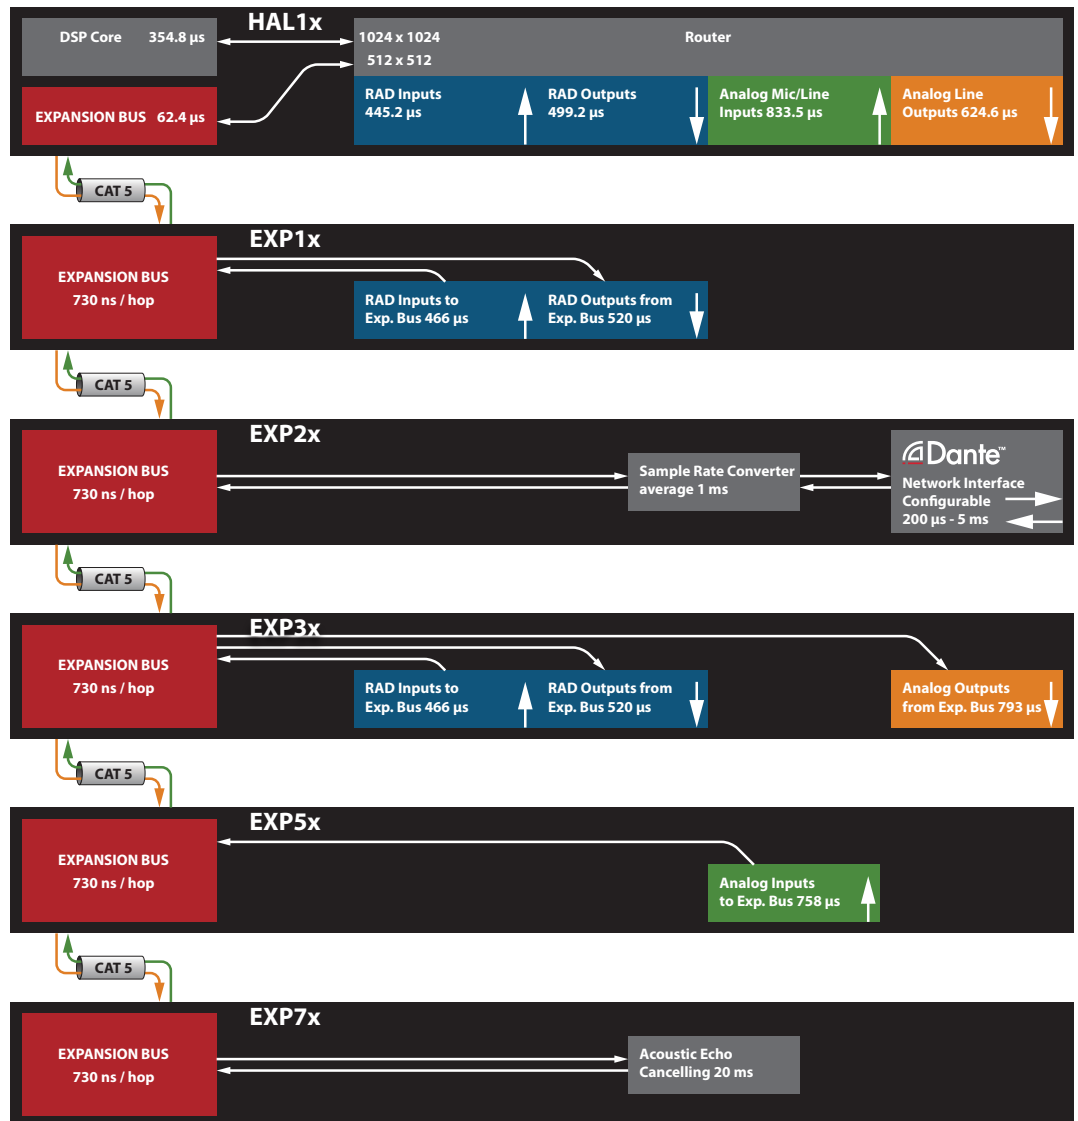 HAL1x
DSP Core 354.8 µs
1024 x 1024
Router
512 x 512
EXPANSION BUS 62.4 µs
RAD Inputs
445.2 µs
RAD Outputs
499.2 µs
Analog Mic/Line
Inputs 833.5 µs
Analog Line
Outputs 624.6 µs
CAT 5
EXP1x
EXPANSION BUS
730 ns / hop
RAD Inputs to
Exp. Bus 466 µs
RAD Outputs from
Exp. Bus 520 µs
CAT 5
EXP2x
EXPANSION BUS
730 ns / hop
Sample Rate Converter
average 1 ms
Dante™
Network Interface
Configurable
200 µs - 5 ms
CAT 5
EXP3x
EXPANSION BUS
730 ns / hop
RAD Inputs to
Exp. Bus 466 µs
RAD Outputs from
Exp. Bus 520 µs
Analog Outputs
from Exp. Bus 793 µs
CAT 5
EXP5x
EXPANSION BUS
730 ns / hop
Analog Inputs
to Exp. Bus 758 µs
CAT 5
EXP7x
EXPANSION BUS
730 ns / hop
Acoustic Echo
Cancelling 20 ms